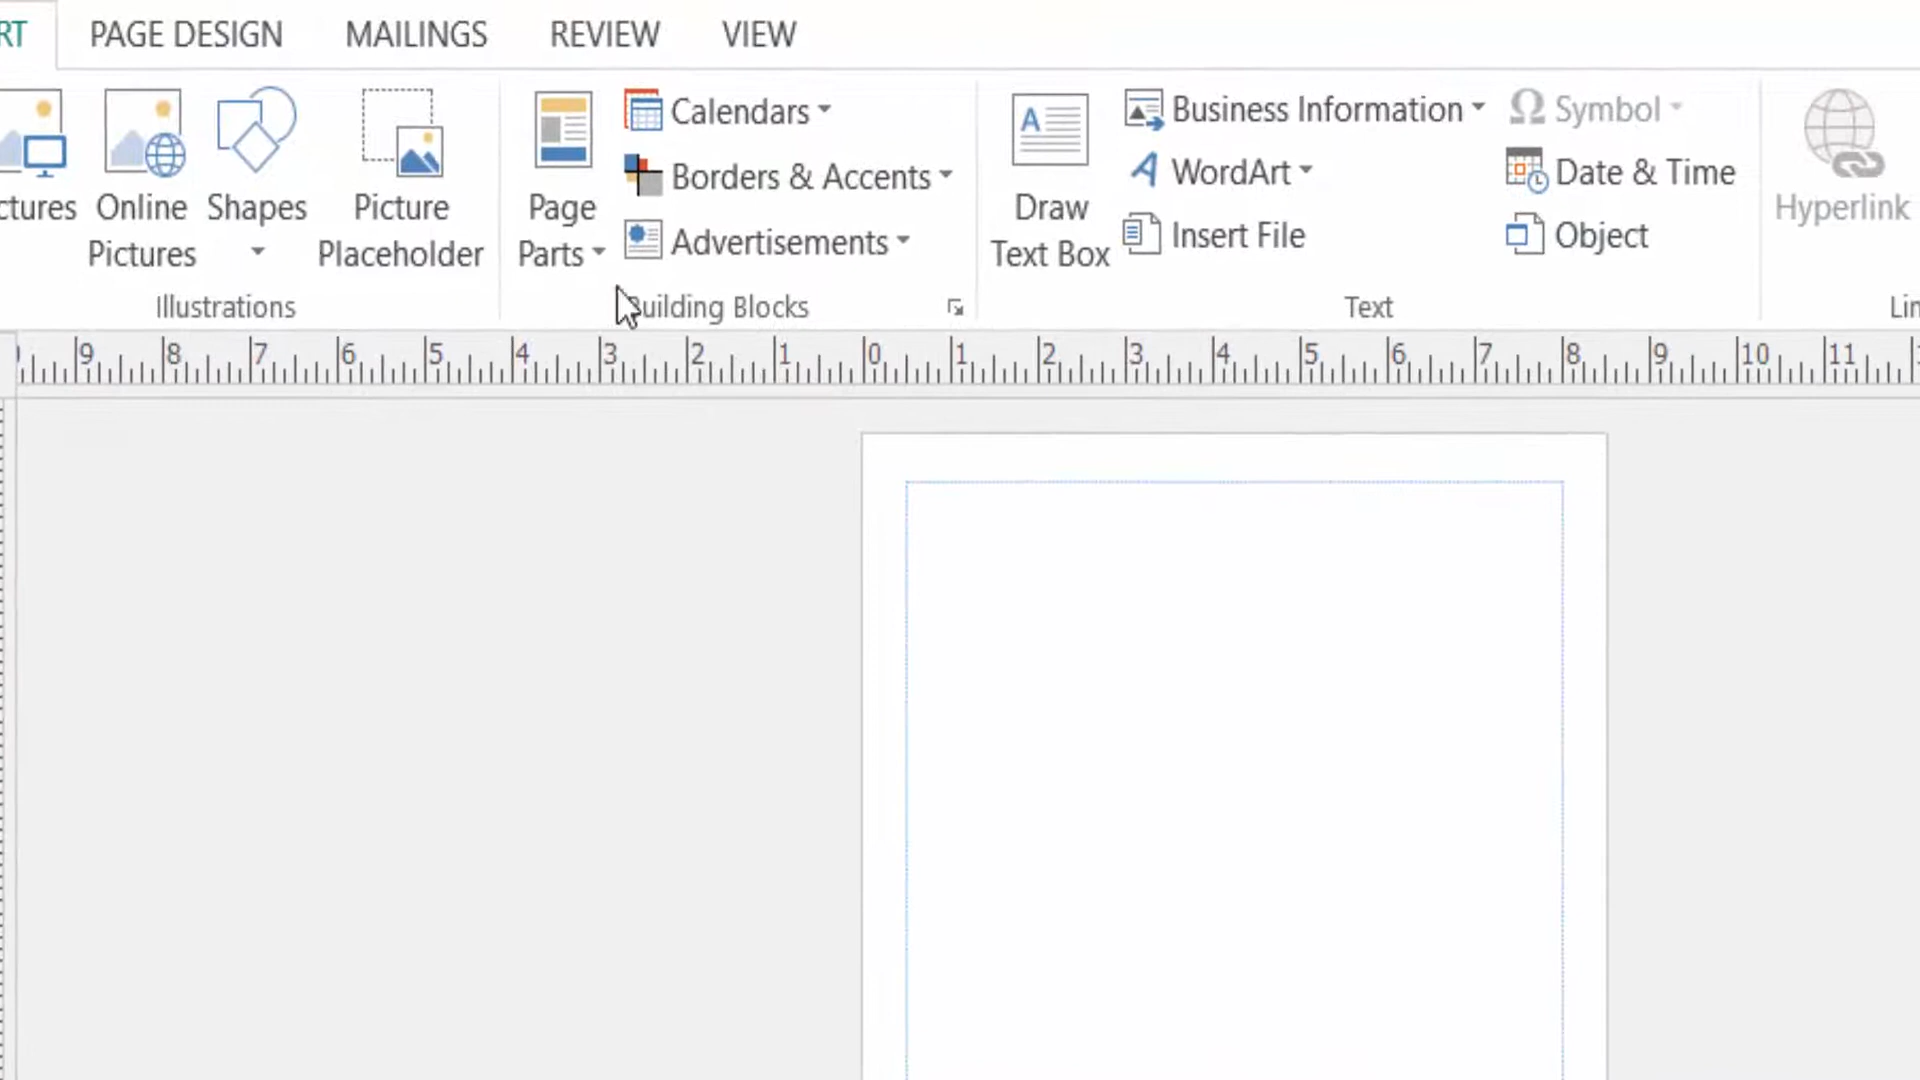 RT PAGE DESIGN MAILINGS REVIEW VIEW
ctures
Online
Pictures
Shapes
Picture
Placeholder
Illustrations
Page
Parts
Calendars
Borders & Accents
Advertisements
uilding Blocks
A
Draw
Text Box
Business Information
A WordArt
Insert File
Ω Symbol
Date & Time
Object
Text
Hyperlink
Lin
9 8 7 6 5 4 3 2 1 0 1 2 3 4 5 6 7 8 9 10 11